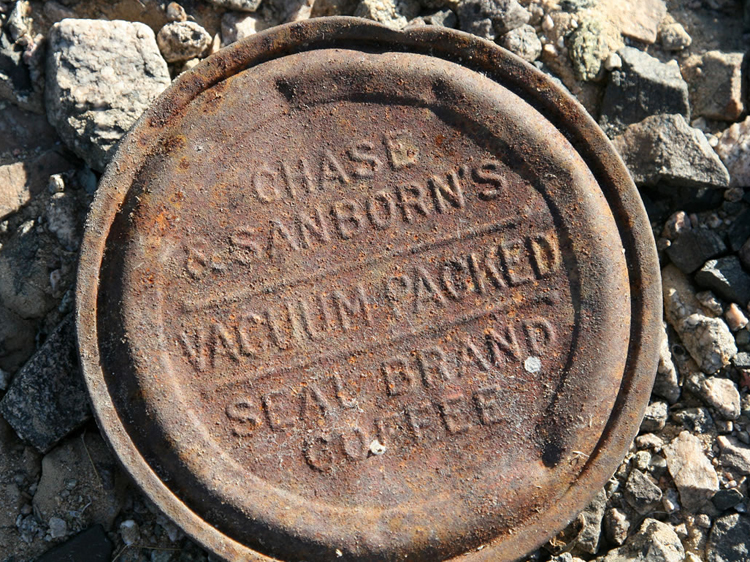 CHASE
& SANBORN'S
VACUUM PACKED
SEAL BRAND
COFFEE